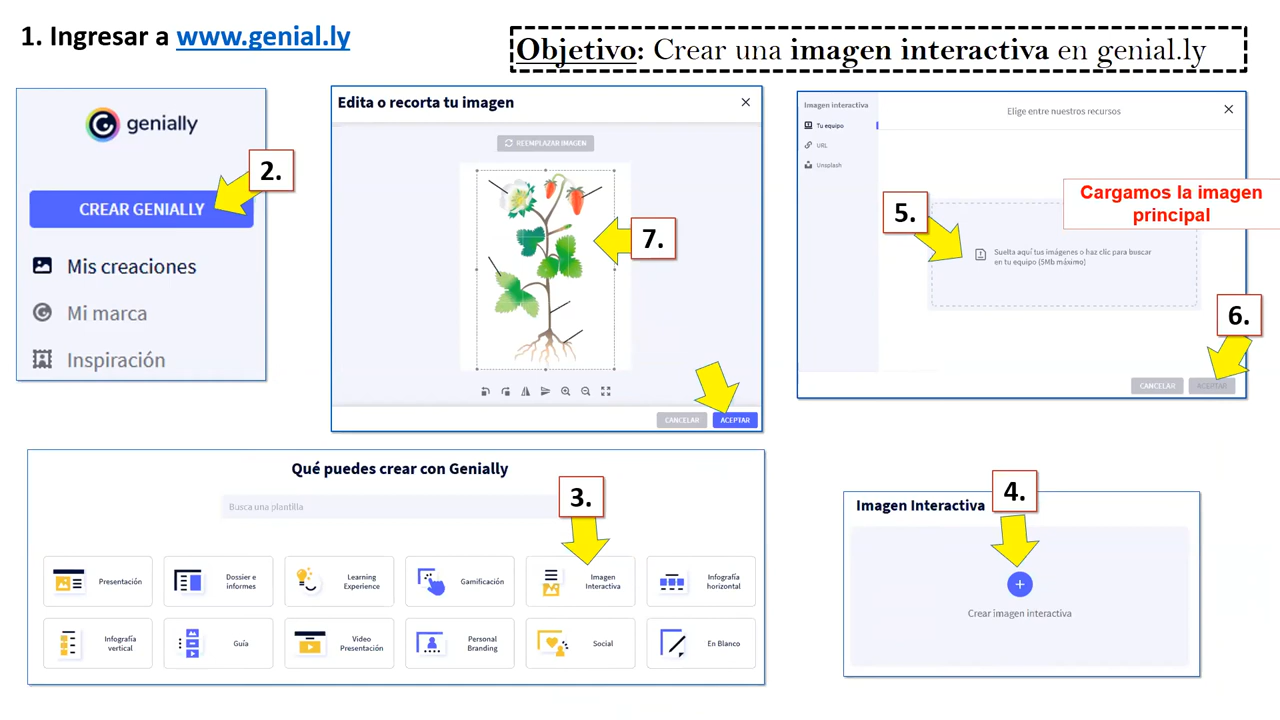 1. Ingresar a www.genial.ly
Objetivo: Crear una imagen interactiva en genial.ly
genially
2.
CREAR GENIALLY
Mis creaciones
Mi marca
Inspiración
Edita o recorta tu imagen
REEMPLAZAR IMAGEN
7.
CANCELAR
ACEPTAR
Imagen interactiva
Tu equipo
URL
Unsplash
Elige entre nuestros recursos
Cargamos la imagen
principal
5.
Suelta aquí tus imágenes o haz clic para buscar
en tu equipo (5Mb máximo)
6.
CANCELAR
ACEPTAR
Qué puedes crear con Genially
Busca una plantilla
3.
Presentación
Dossier e
informes
Learning
Experience
Gamificación
Imagen
Interactiva
Infografía
horizontal
Infografía
vertical
Guía
Video
Presentación
Personal
Branding
Social
En Blanco
4.
Imagen Interactiva
Crear imagen interactiva